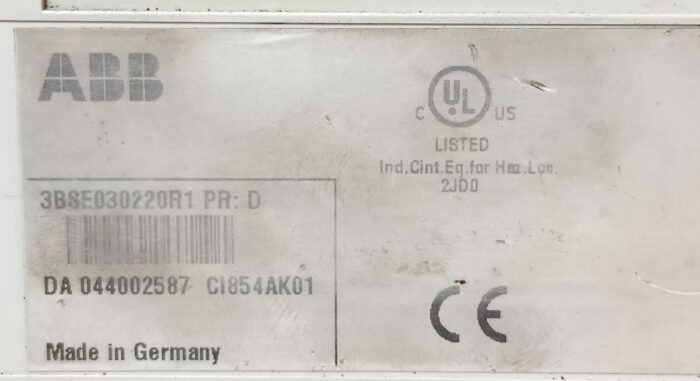 ABB
C UL US
LISTED
Ind.Cint.Eq.for Haz.Loc.
2JD0
3BSE030220R1 PR: D
DA 044002587 CI854AK01
Made in Germany
CE